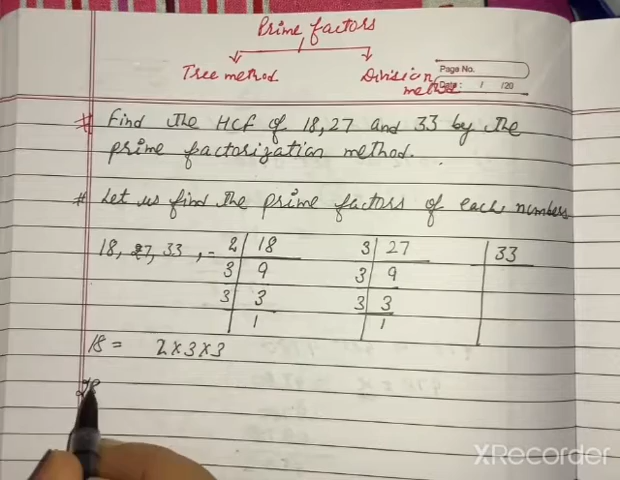 Prime factors
Tree method
Division method
Page No.
Date: / /20
# Find the HCF of 18, 27 and 33 by the
prime factorization method.
# Let us find the prime factors of each numbers
18, 27, 33, = 2 | 18 3 | 27 | 33
3 | 9 3 | 9
3 | 3 3 | 3
1 1
18 = 2×3×3
XRecorder